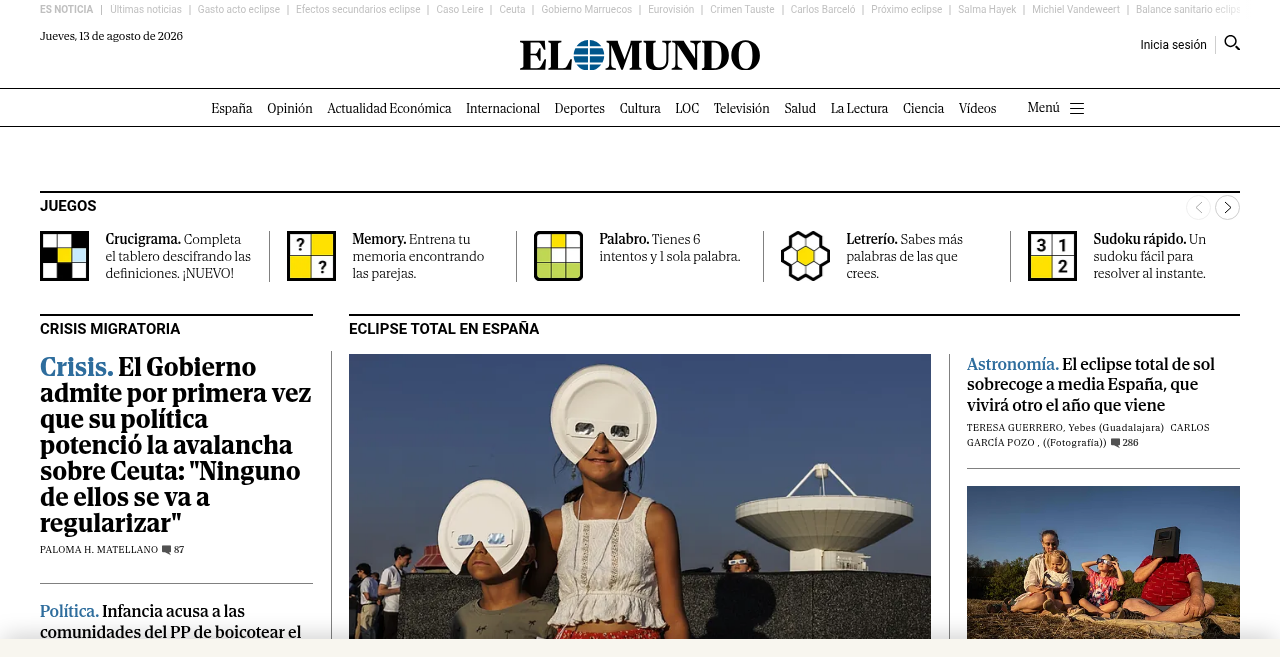 ES NOTICIA | Últimas noticias | Gasto acto eclipse | Efectos secundarios eclipse | Caso Leire | Ceuta | Gobierno Marruecos | Eurovisión | Crimen Tauste | Carlos Barceló | Próximo eclipse | Salma Hayek | Michiel Vandeweert | Balance sanitario eclipse
Jueves, 13 de agosto de 2026
EL MUNDO
Inicia sesión
España Opinión Actualidad Económica Internacional Deportes Cultura LOC Televisión Salud La Lectura Ciencia Vídeos Menú
JUEGOS
Crucigrama. Completa
el tablero descifrando las
definiciones. ¡NUEVO!
? ?
Memory. Entrena tu
memoria encontrando
las parejas.
Palabro. Tienes 6
intentos y 1 sola palabra.
Letrerío. Sabes más
palabras de las que
crees.
3 1
2
Sudoku rápido. Un
sudoku fácil para
resolver al instante.
CRISIS MIGRATORIA
Crisis. El Gobierno
admite por primera vez
que su política
potenció la avalancha
sobre Ceuta: "Ninguno
de ellos se va a
regularizar"
PALOMA H. MATELLANO 87
Política. Infancia acusa a las
comunidades del PP de boicotear el
ECLIPSE TOTAL EN ESPAÑA
Astronomía. El eclipse total de sol
sobrecoge a media España, que
vivirá otro el año que viene
TERESA GUERRERO, Yebes (Guadalajara) CARLOS
GARCÍA POZO , ((Fotografía)) 286